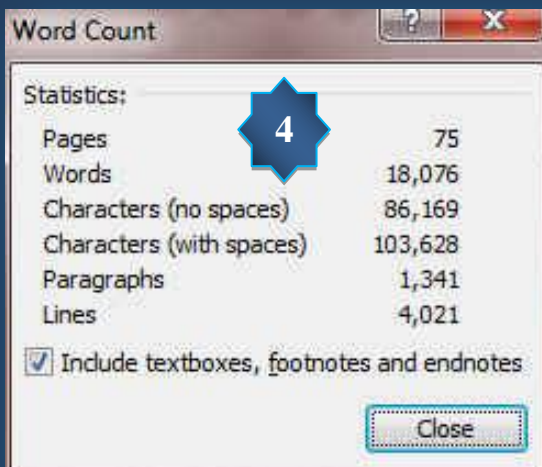 Word Count
Statistics:
4
Pages 75
Words 18,076
Characters (no spaces) 86,169
Characters (with spaces) 103,628
Paragraphs 1,341
Lines 4,021
Include textboxes, footnotes and endnotes
Close